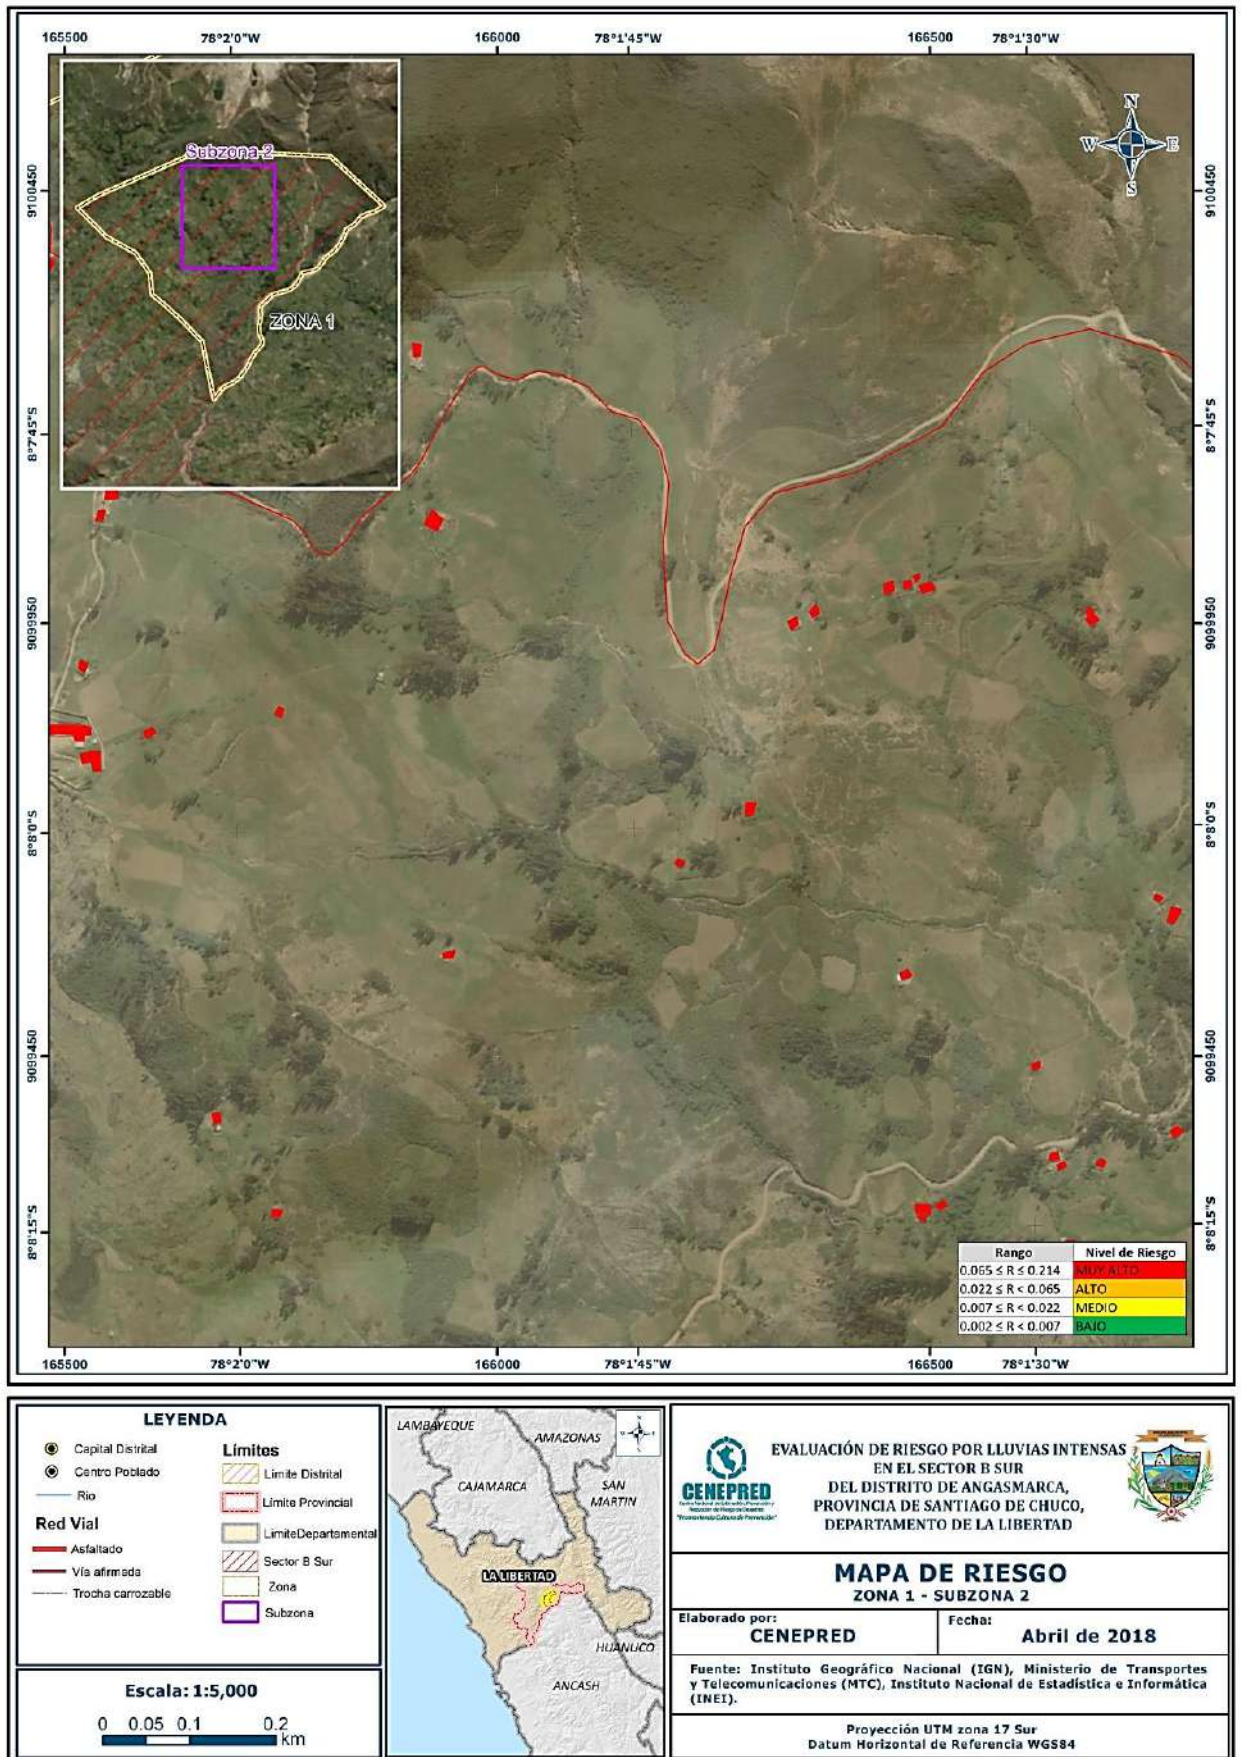 165500
78°2'0"W
166000
78°1'45"W
166500
78°1'30"W
Subzona 2
ZONA 1
N
W
E
S
9100450
9100450
8°7'45"S
8°7'45"S
9099950
9099950
8°8'0"S
8°8'0"S
9099450
9099450
8°8'15"S
8°8'15"S
Rango
Nivel de Riesgo
0.065 ≤ R ≤ 0.214
MUY ALTO
0.022 ≤ R < 0.065
ALTO
0.007 ≤ R < 0.022
MEDIO
0.002 ≤ R < 0.007
BAJO
165500
78°2'0"W
166000
78°1'45"W
166500
78°1'30"W
LEYENDA
Capital Distrital
Centro Poblado
Rio
Red Vial
Asfaltado
Vía afirmada
Trocha carrozable
Límites
Limite Distrital
Límite Provincial
LimiteDepartamental
Sector B Sur
Zona
Subzona
Escala: 1:5,000
0
0.05
0.1
0.2
km
LAMBAYEQUE
AMAZONAS
CAJAMARCA
SAN
MARTIN
LA LIBERTAD
HUANUCO
ANCASH
CENEPRED
EVALUACIÓN DE RIESGO POR LLUVIAS INTENSAS
EN EL SECTOR B SUR
DEL DISTRITO DE ANGASMARCA,
PROVINCIA DE SANTIAGO DE CHUCO,
DEPARTAMENTO DE LA LIBERTAD
MAPA DE RIESGO
ZONA 1 - SUBZONA 2
Elaborado por:
CENEPRED
Fecha:
Abril de 2018
Fuente: Instituto Geográfico Nacional (IGN), Ministerio de Transportes
y Telecomunicaciones (MTC), Instituto Nacional de Estadística e Informática
(INEI).
Proyección UTM zona 17 Sur
Datum Horizontal de Referencia WGS84